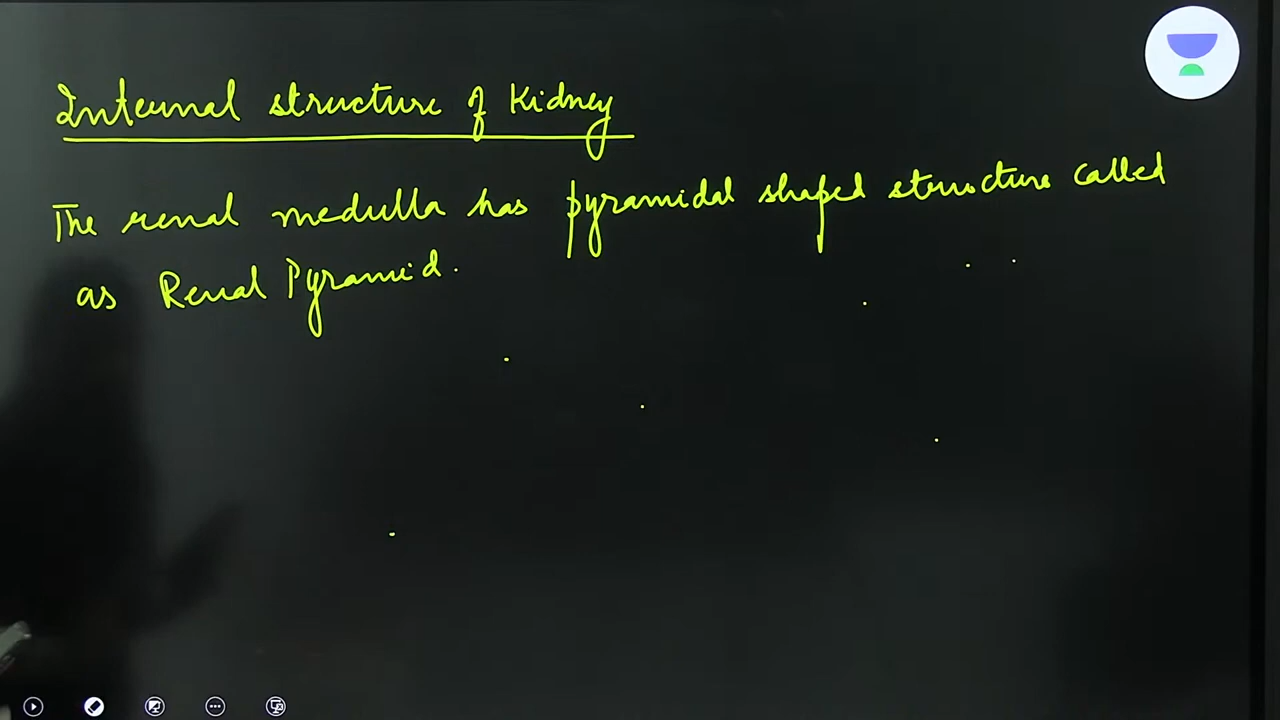 Internal structure of Kidney
The renal medulla has pyramidal shaped structure called
as Renal Pyramid.